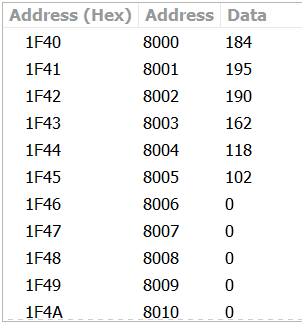 Address (Hex) Address Data
1F40 8000 184
1F41 8001 195
1F42 8002 190
1F43 8003 162
1F44 8004 118
1F45 8005 102
1F46 8006 0
1F47 8007 0
1F48 8008 0
1F49 8009 0
1F4A 8010 0